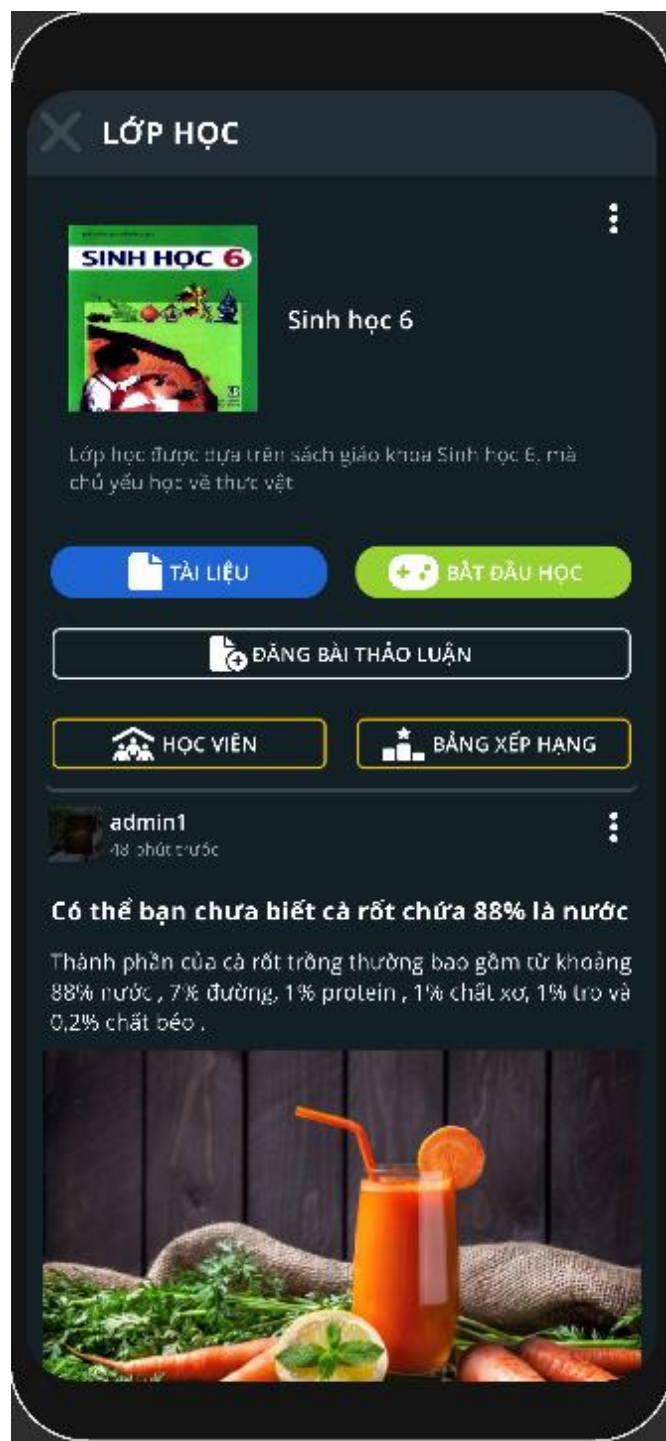 LỚP HỌC
SINH HỌC 6
Sinh học 6
Lớp học được dựa trên sách giáo khoa Sinh học 6, mà
chủ yếu học về thực vật
TÀI LIỆU
BẮT ĐẦU HỌC
ĐĂNG BÀI THẢO LUẬN
HỌC VIÊN
BẢNG XẾP HẠNG
admin1
48 phút trước
Có thể bạn chưa biết cà rốt chứa 88% là nước
Thành phần của cà rốt trồng thường bao gồm từ khoảng
88% nước , 7% đường, 1% protein , 1% chất xơ, 1% tro và
0,2% chất béo .